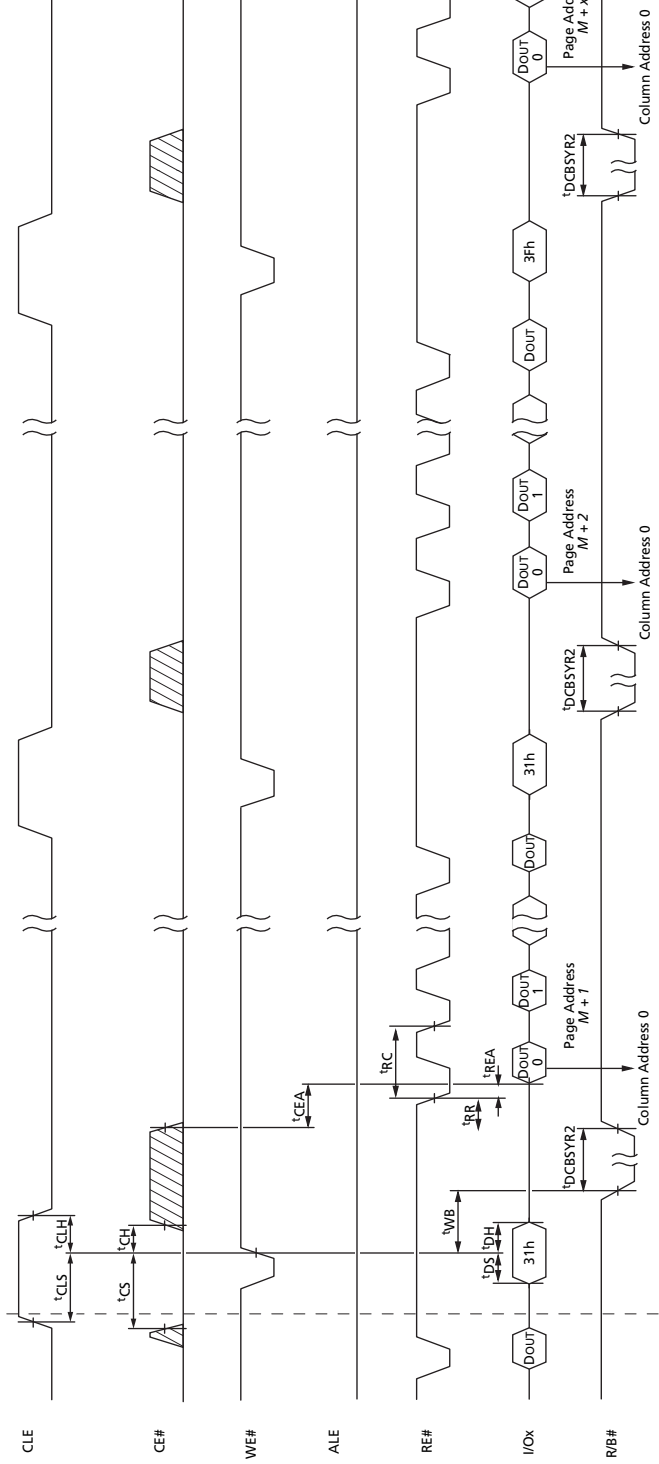 CLE
tCLS
tCLH
CE#
tCS
tCH
WE#
tCEA
ALE
RE#
tWB
tRC
tRR
tREA
I/Ox
DOUT
tDS
tDH
31h
DOUT
0
DOUT
1
DOUT
31h
DOUT
0
DOUT
1
DOUT
3Fh
DOUT
0
Page Address
M + 1
Page Address
M + 2
M + x
R/B#
tDCBSYR2
Column Address 0
tDCBSYR2
Column Address 0
tDCBSYR2
Column Address 0